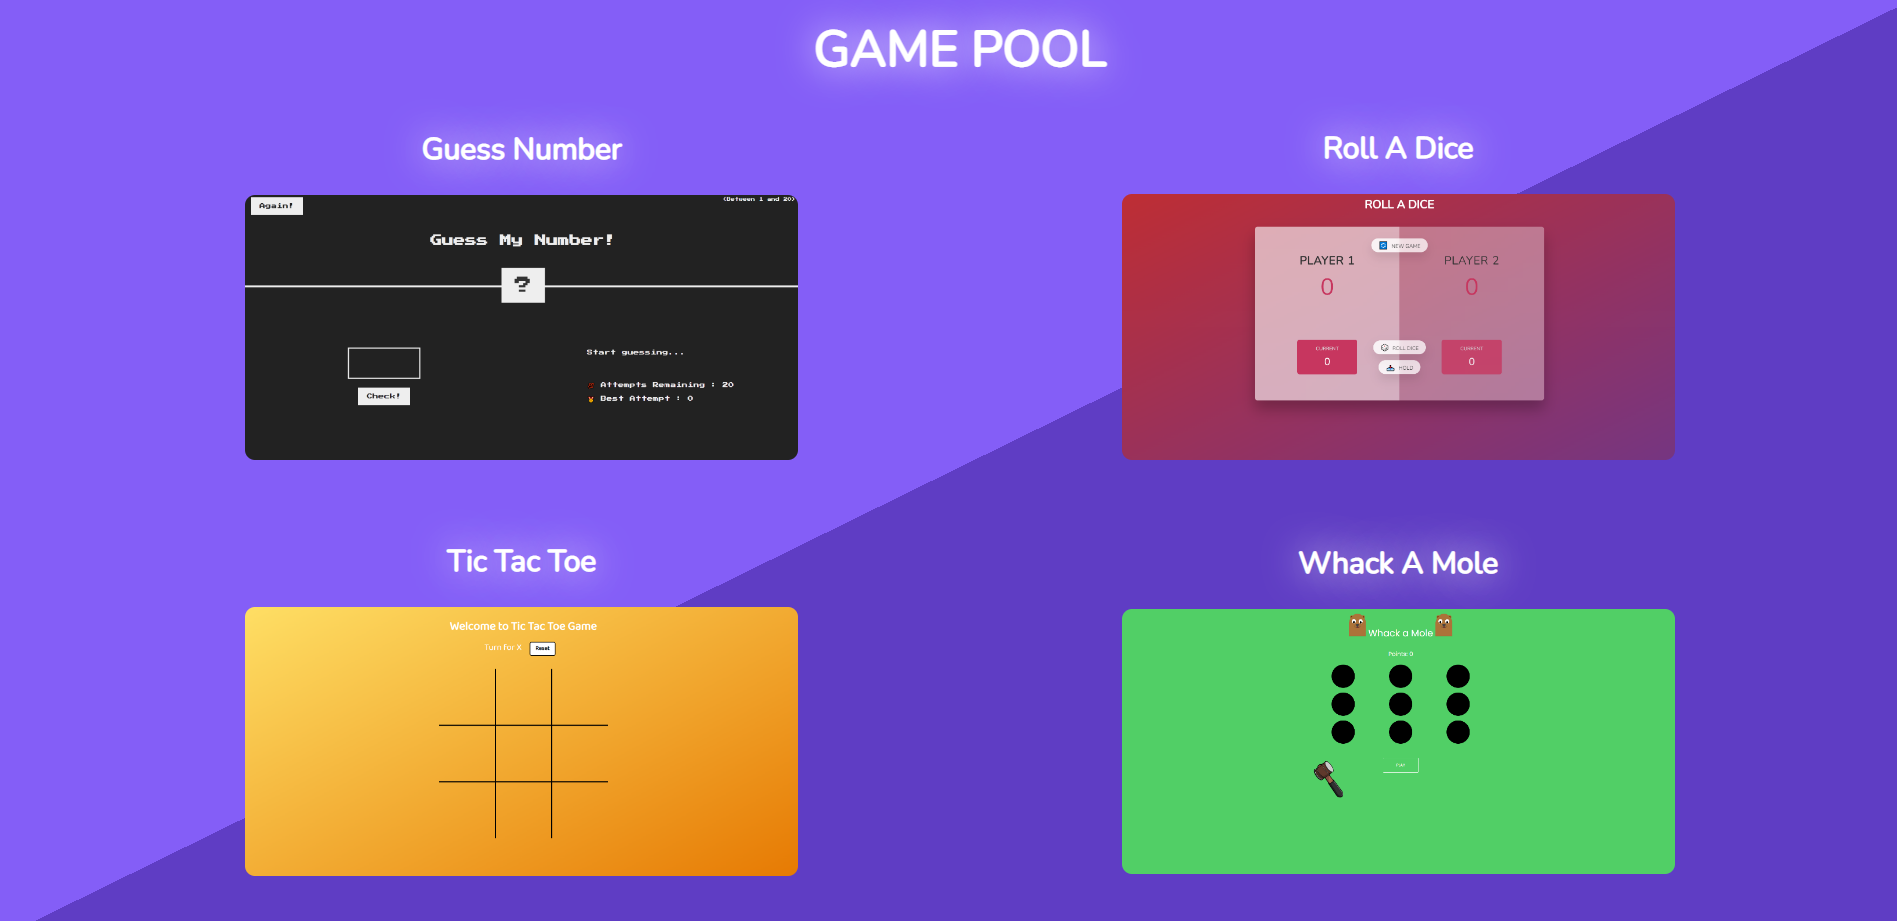 GAME POOL
Guess Number
Again!
(Between 1 and 20)
Guess My Number!
?
Start guessing...
Attempts Remaining : 20
Check!
Best Attempt : 0
Roll A Dice
ROLL A DICE
NEW GAME
PLAYER 1
PLAYER 2
0
0
CURRENT
0
ROLL DICE
HOLD
CURRENT
0
Tic Tac Toe
Welcome to Tic Tac Toe Game
Turn for X
Reset
Whack A Mole
Whack a Mole
Points: 0